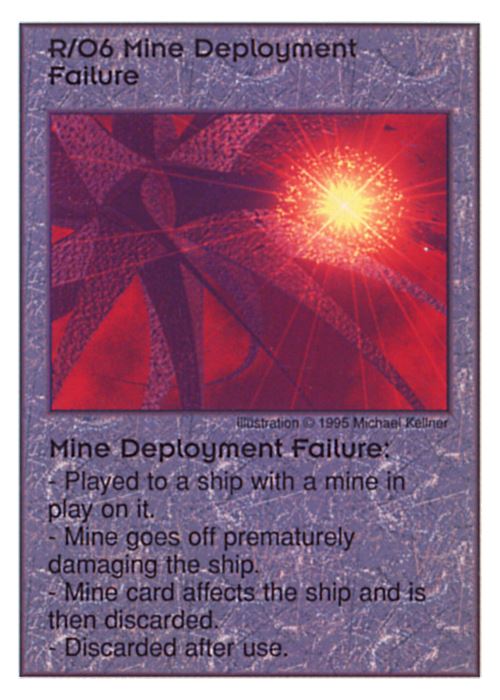 R/06 Mine Deployment
Failure
Illustration © 1995 Michael Kellner
Mine Deployment Failure:
- Played to a ship with a mine in
play on it.
- Mine goes off prematurely
damaging the ship.
- Mine card affects the ship and is
then discarded.
- Discarded after use.